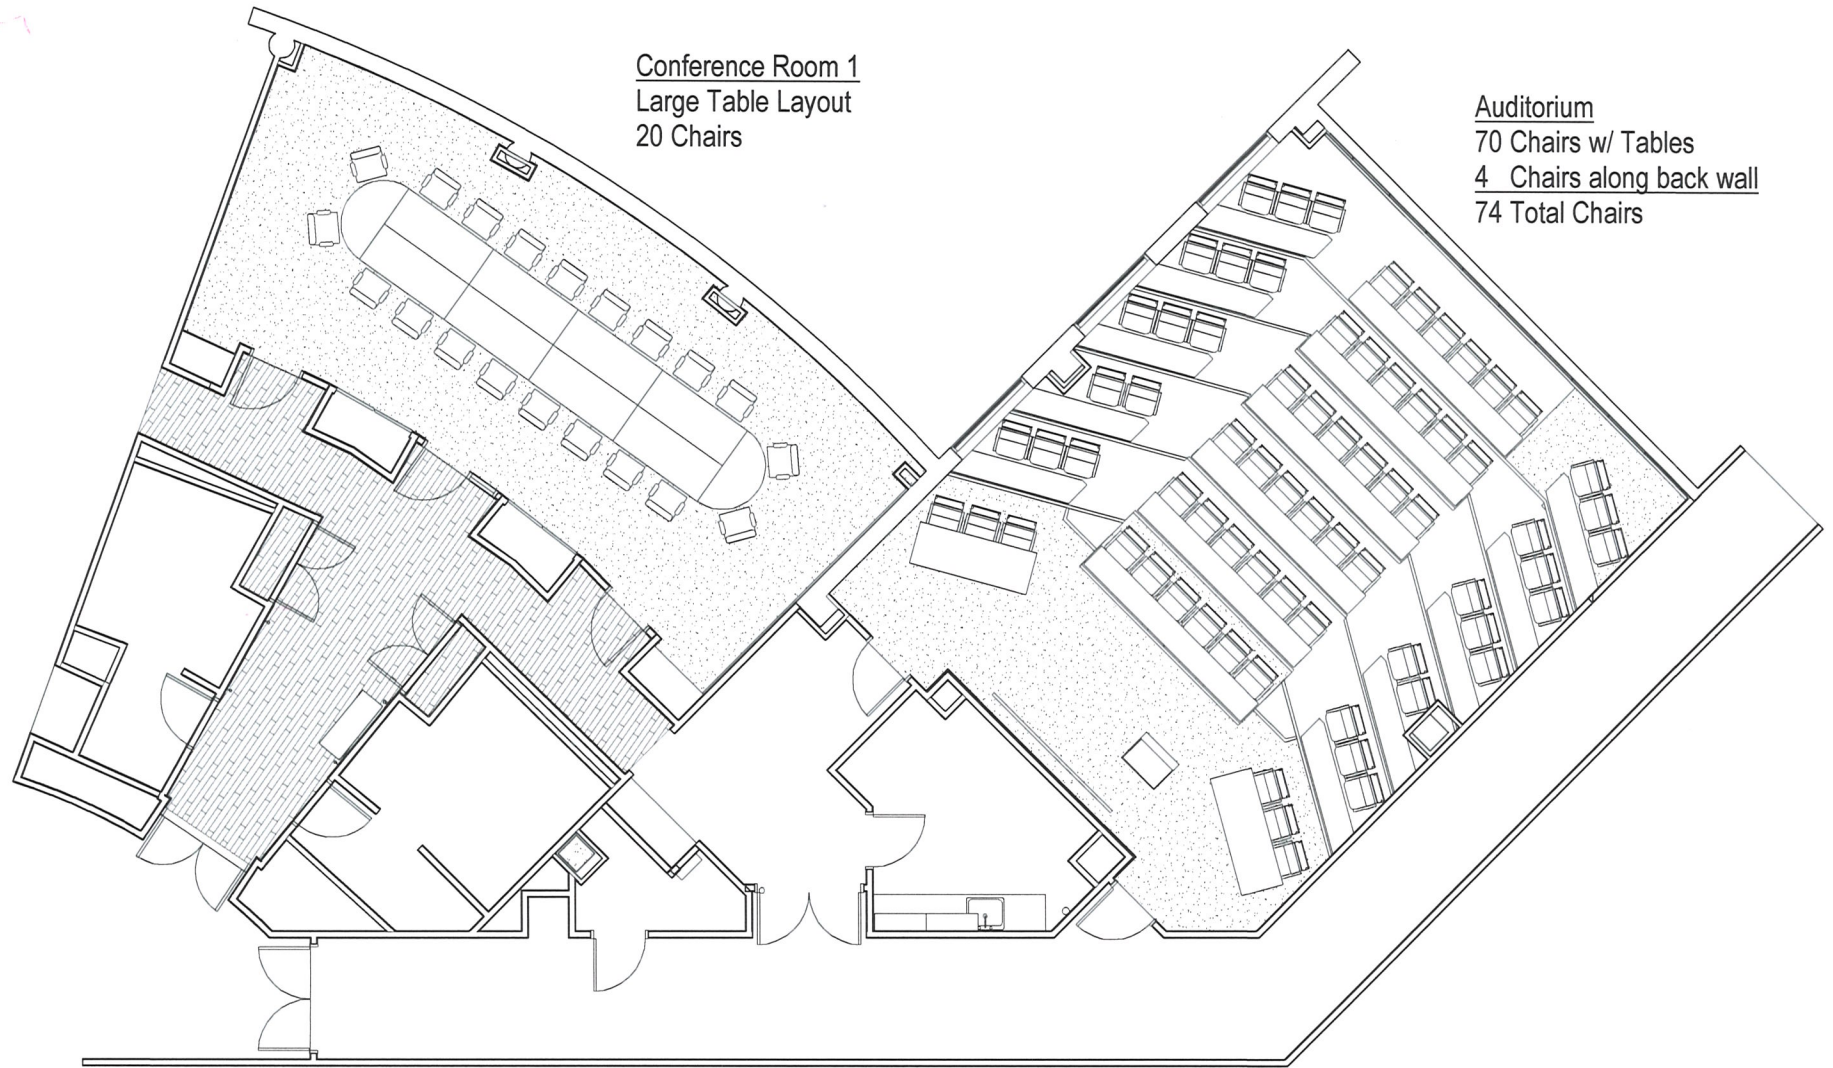 Conference Room 1
Large Table Layout
20 Chairs
Auditorium
70 Chairs w/ Tables
4 Chairs along back wall
74 Total Chairs